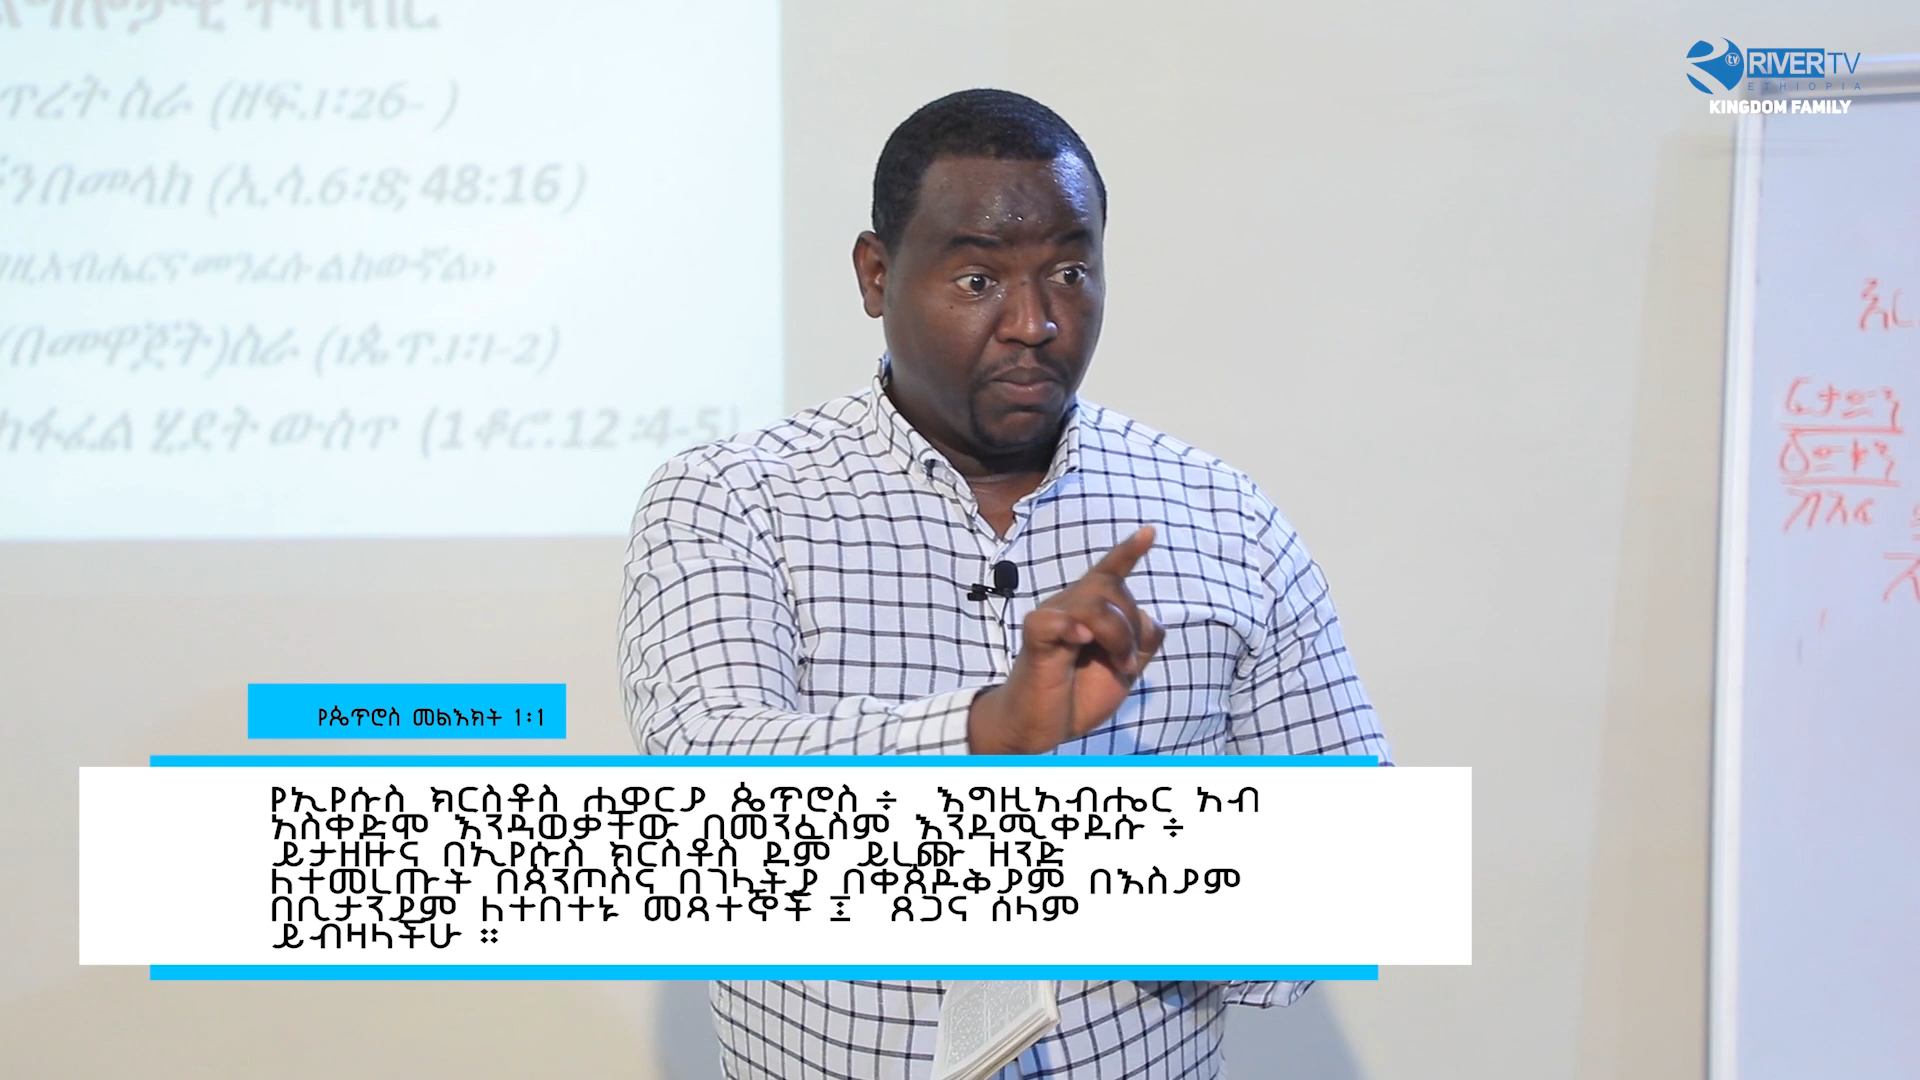 ጥረት ስራ (ዘፍ.1፡26- )
ንበመላከ (ኢሳ.6፡8; 48:16)
(በመዋጀት)ስራ (1ጴጥ.1፡1-2)
ክፋፈል ሂደት ውስጥ (1ቆሮ.12፡4-5
RIVER TV
ETHIOPIA
KINGDOM FAMILY
የጴጥሮስ መልእክት 1፡1
የኢየሱስ ክርስቶስ ሐዋርያ ጴጥሮስ ÷ እግዚአብሔር አብ
አስቀድሞ እንዳወቃቸው በመንፈስም እንደሚቀደሱ ÷
ይታዘዙና በኢየሱስ ክርስቶስ ደም ይረጩ ዘንድ
ለተመረጡት በጳንጦስና በገላትያ በቀጰዶቅያም በእስያም
በቢታንያም ለተበተኑ መጻተኞች ፤ ጸጋና ሰላም
ይብዛላችሁ ።